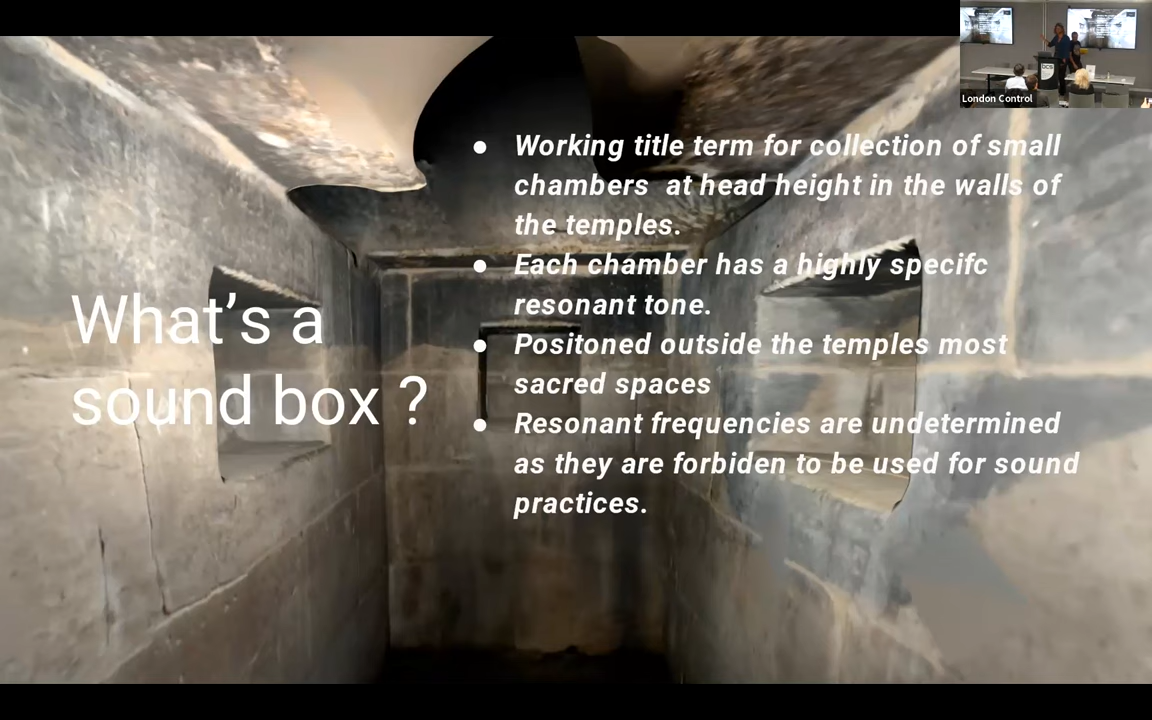 What's a
sound box ?
● Working title term for collection of small
chambers  at head height in the walls of
the temples.
● Each chamber has a highly specifc
resonant tone.
● Positoned outside the temples most
sacred spaces
● Resonant frequencies are undetermined
as they are forbiden to be used for sound
practices.
London Control